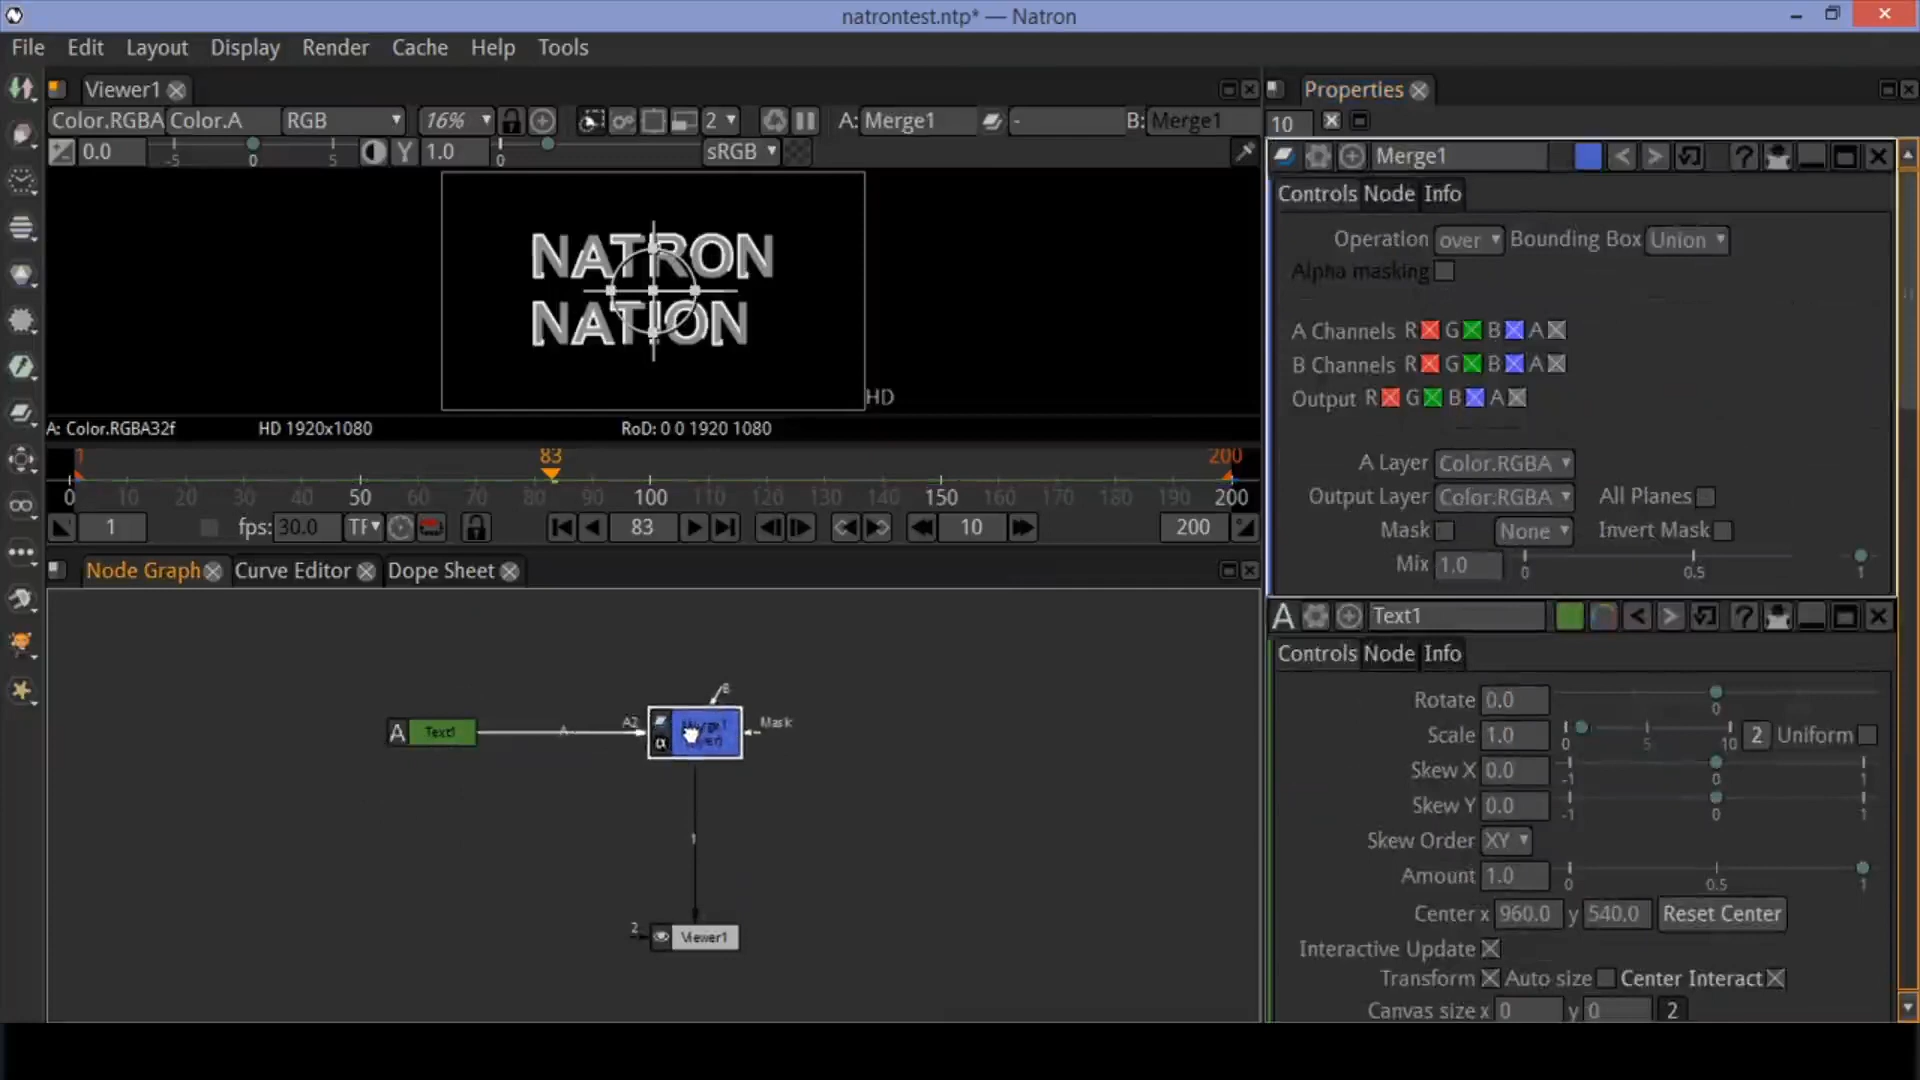 natrontest.ntp* — Natron
File Edit Layout Display Render Cache Help Tools
Viewer1
Color.RGBA Color.A RGB 16% 2 A: Merge1 - B: Merge1
0.0 -5 0 5 Y 1.0 0 sRGB
NATRON
NATION
HD
A: Color.RGBA32f HD 1920x1080 RoD: 0 0 1920 1080
1 83 200
0 10 20 30 40 50 60 70 80 90 100 110 120 130 140 150 160 170 180 190 200
1 fps: 30.0 TF 83 10 200
Node Graph Curve Editor Dope Sheet
B
A Text1 A A2 Mask
1
2 Viewer1
Properties
10
Merge1 ?
Controls Node Info
Operation over Bounding Box Union
Alpha masking
A Channels R G B A
B Channels R G B A
Output R G B A
A Layer Color.RGBA
Output Layer Color.RGBA All Planes
Mask None Invert Mask
Mix 1.0 0 0.5 1
A Text1 ?
Controls Node Info
Rotate 0.0 0
Scale 1.0 0 5 10 2 Uniform
Skew X 0.0 -1 0 1
Skew Y 0.0 -1 0 1
Skew Order XY
Amount 1.0 0 0.5 1
Center x 960.0 y 540.0 Reset Center
Interactive Update
Transform Auto size Center Interact
Canvas size x 0 y 0 2